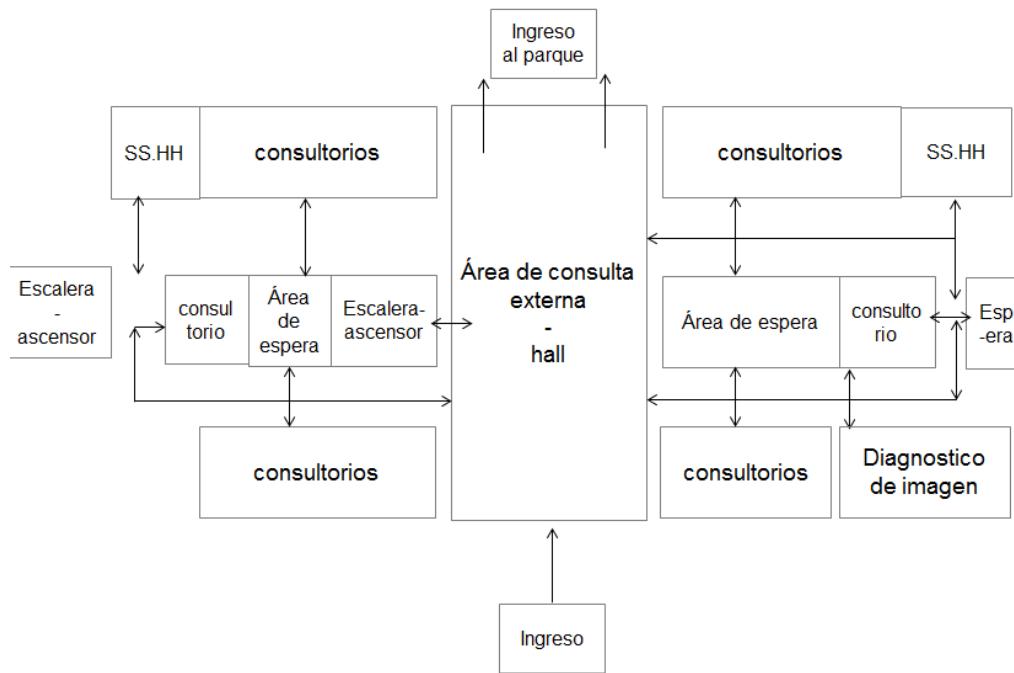 Ingreso
al parque
SS.HH
consultorios
consultorios
SS.HH
Escalera
-
ascensor
consul
torio
Área
de
espera
Escalera-
ascensor
Área de consulta
externa
-
hall
Área de espera
consulto
rio
Esp
-era
consultorios
consultorios
Diagnostico
de imagen
Ingreso